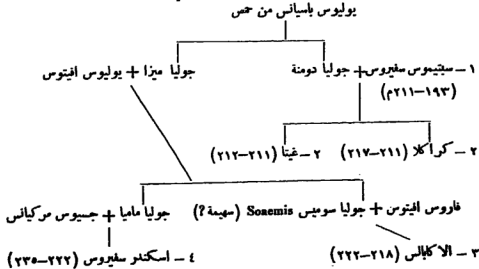 يوليوس باسيانس من حمص
١ – سبتيموس سفيروس + جوليا دومنة جوليا ميزا + يوليوس افيتوس
(١٩٣–٢١١م)
٢ – كراكلا (٢١١–٢١٧) ٢ – غيتا (٢١١–٢١٢)
فاروس افيتوس + جوليا سوميس Soaemis (سهيمة ؟) جوليا ماميا + جسيوس مركيانس
٣ – الاكابالس (٢١٨–٢٢٢) ٤ – اسكندر سفيروس (٢٢٢–٢٣٥)